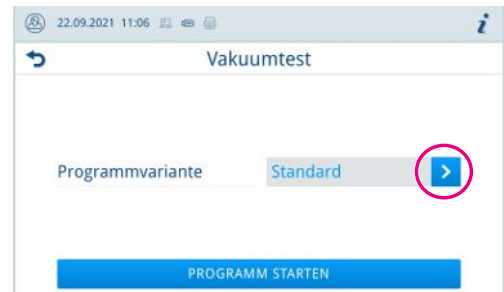 22.09.2021 11:06
Vakuumtest
Programmvariante Standard
PROGRAMM STARTEN